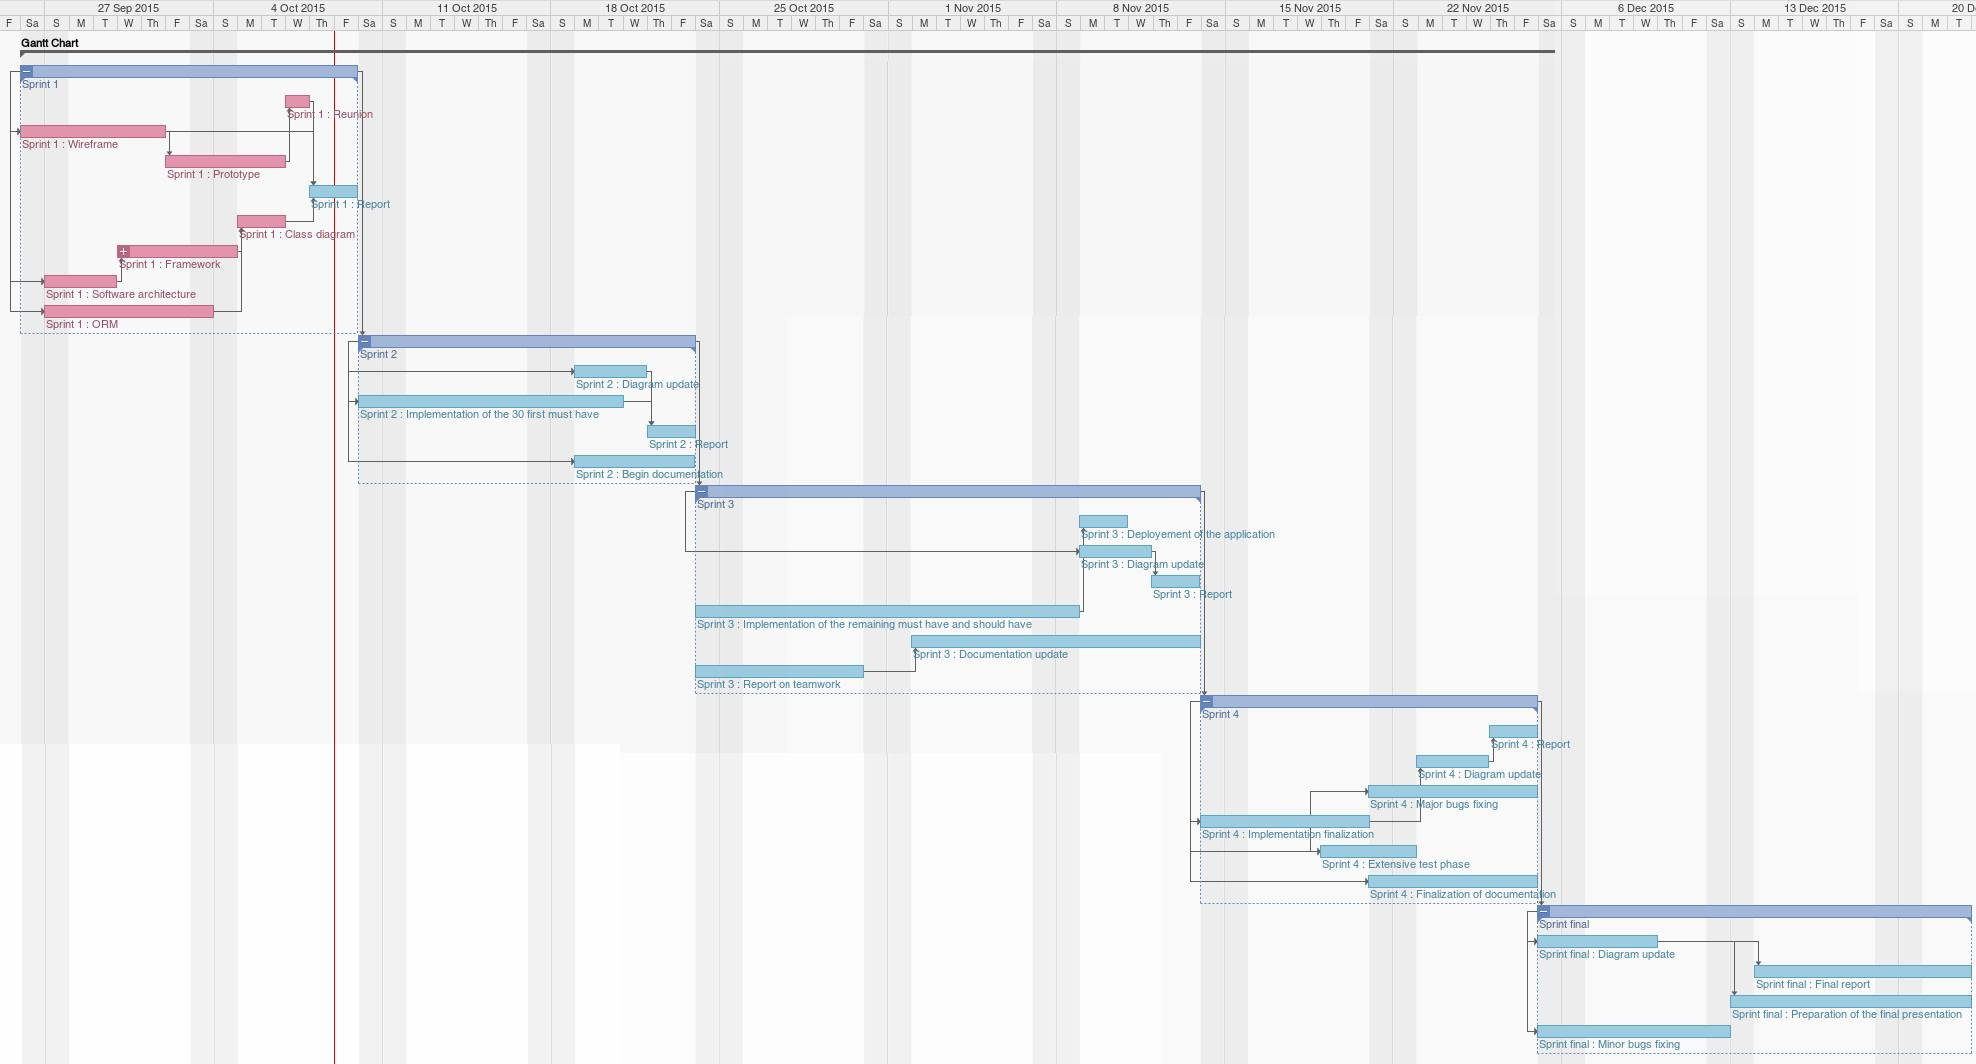 27 Sep 2015 4 Oct 2015 11 Oct 2015 18 Oct 2015 25 Oct 2015 1 Nov 2015 8 Nov 2015 15 Nov 2015 22 Nov 2015 6 Dec 2015 13 Dec 2015 20 D
F Sa S M T W Th F Sa S M T W Th F Sa S M T W Th F Sa S M T W Th F Sa S M T W Th F Sa S M T W Th F Sa S M T W Th F Sa S M T W Th F Sa S M T W Th F Sa S M T W Th F Sa S M T W Th F Sa S M T
Gantt Chart
Sprint 1
Sprint 1 : Reunion
Sprint 1 : Wireframe
Sprint 1 : Prototype
Sprint 1 : Report
Sprint 1 : Class diagram
Sprint 1 : Framework
Sprint 1 : Software architecture
Sprint 1 : ORM
Sprint 2
Sprint 2 : Diagram update
Sprint 2 : Implementation of the 30 first must have
Sprint 2 : Report
Sprint 2 : Begin documentation
Sprint 3
Sprint 3 : Deployement of the application
Sprint 3 : Diagram update
Sprint 3 : Report
Sprint 3 : Implementation of the remaining must have and should have
Sprint 3 : Documentation update
Sprint 3 : Report on teamwork
Sprint 4
Sprint 4 : Report
Sprint 4 : Diagram update
Sprint 4 : Major bugs fixing
Sprint 4 : Implementation finalization
Sprint 4 : Extensive test phase
Sprint 4 : Finalization of documentation
Sprint final
Sprint final : Diagram update
Sprint final : Final report
Sprint final : Preparation of the final presentation
Sprint final : Minor bugs fixing